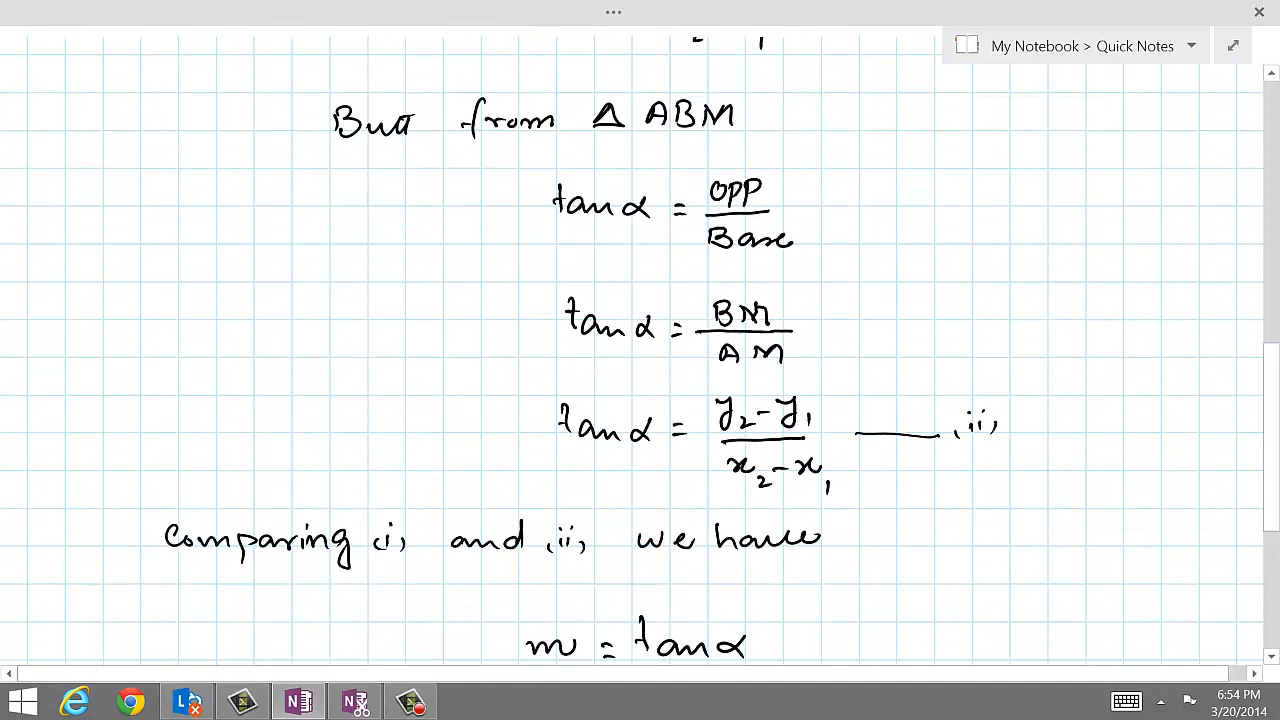 My Notebook > Quick Notes
But from Δ ABM
tan α = OPP / Base
tan α = BM / AM
tan α = y₂-y₁ / x₂-x₁ ——— (ii)
Comparing (i) and (ii) we have
m = tan α
6:54 PM
3/20/2014